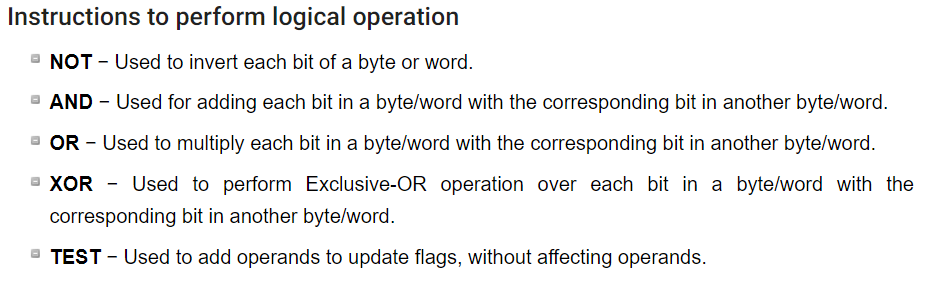 Instructions to perform logical operation
NOT − Used to invert each bit of a byte or word.
AND − Used for adding each bit in a byte/word with the corresponding bit in another byte/word.
OR − Used to multiply each bit in a byte/word with the corresponding bit in another byte/word.
XOR − Used to perform Exclusive-OR operation over each bit in a byte/word with the
corresponding bit in another byte/word.
TEST − Used to add operands to update flags, without affecting operands.